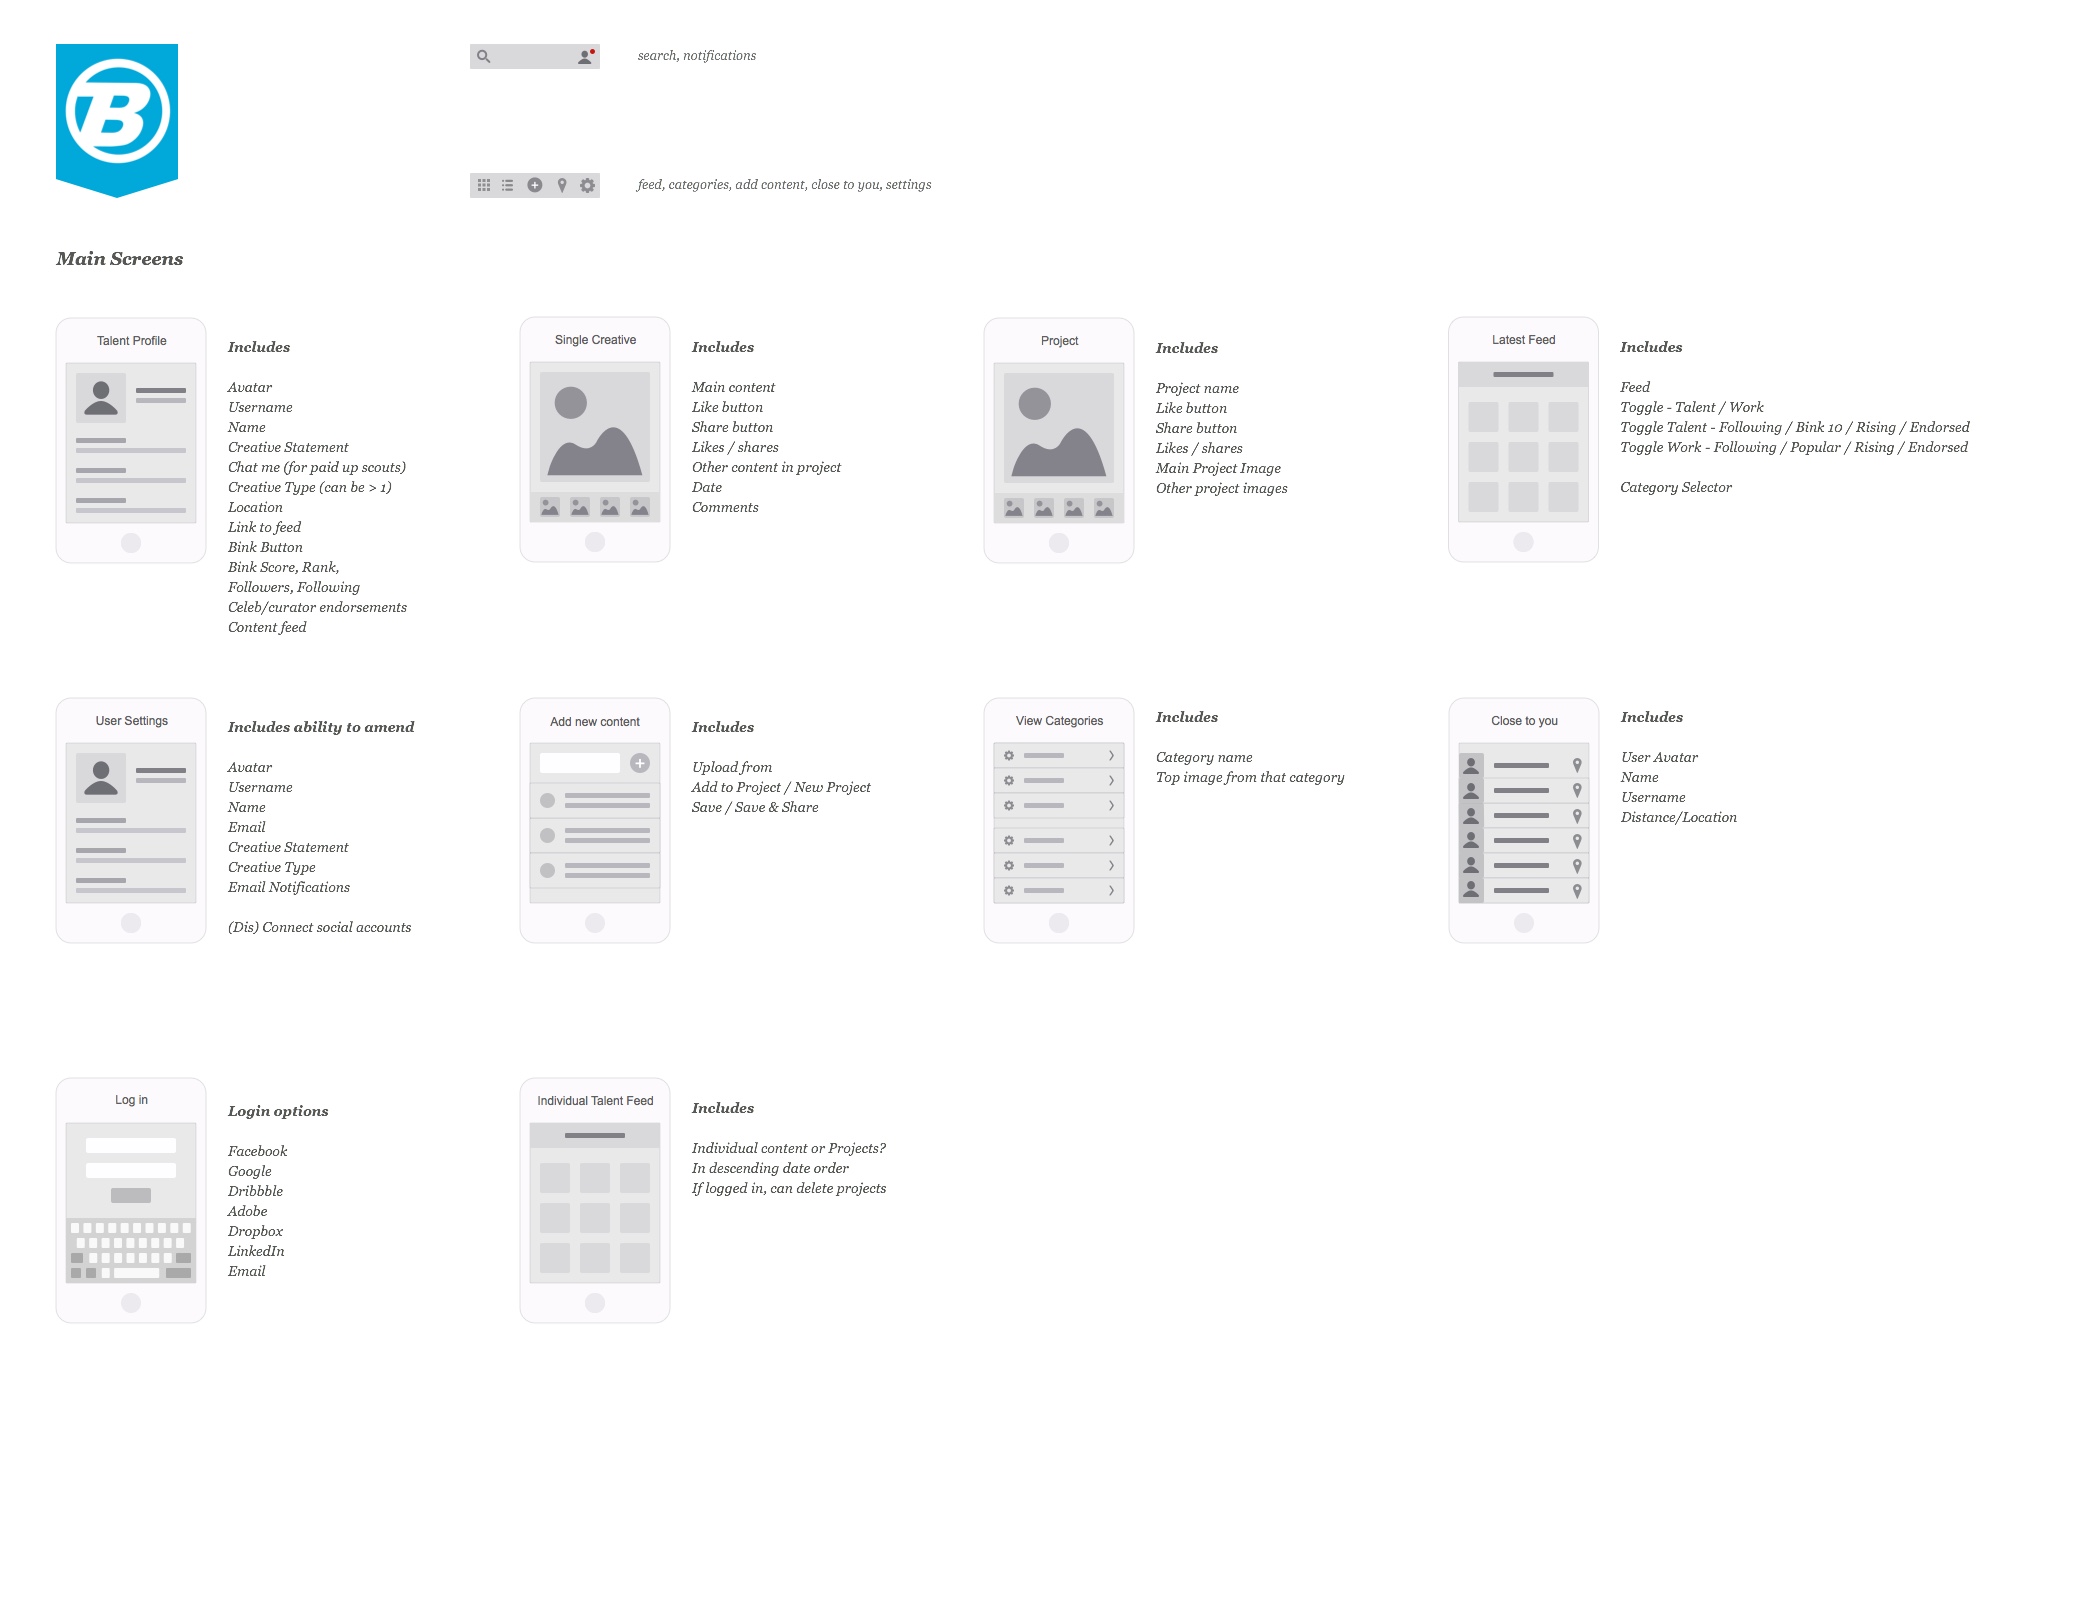 B
search, notifications
feed, categories, add content, close to you, settings
Main Screens
Talent Profile
Includes
Avatar
Username
Name
Creative Statement
Chat me (for paid up scouts)
Creative Type (can be > 1)
Location
Link to feed
Bink Button
Bink Score, Rank,
Followers, Following
Celeb/curator endorsements
Content feed
Single Creative
Includes
Main content
Like button
Share button
Likes / shares
Other content in project
Date
Comments
Project
Includes
Project name
Like button
Share button
Likes / shares
Main Project Image
Other project images
Latest Feed
Includes
Feed
Toggle - Talent / Work
Toggle Talent - Following / Bink 10 / Rising / Endorsed
Toggle Work - Following / Popular / Rising / Endorsed
Category Selector
User Settings
Includes ability to amend
Avatar
Username
Name
Email
Creative Statement
Creative Type
Email Notifications
(Dis) Connect social accounts
Add new content
Includes
Upload from
Add to Project / New Project
Save / Save & Share
View Categories
Includes
Category name
Top image from that category
Close to you
Includes
User Avatar
Name
Username
Distance/Location
Log in
Login options
Facebook
Google
Dribbble
Adobe
Dropbox
LinkedIn
Email
Individual Talent Feed
Includes
Individual content or Projects?
In descending date order
If logged in, can delete projects